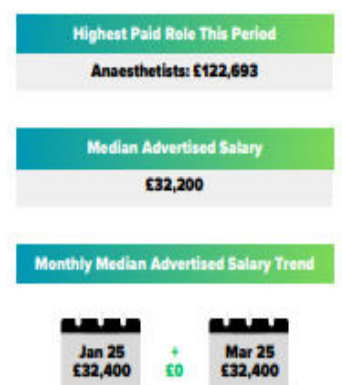 Highest Paid Role This Period
Anaesthetists: £122,693
Median Advertised Salary
£32,200
Monthly Median Advertised Salary Trend
Jan 25 + Mar 25
£32,400 £0 £32,400